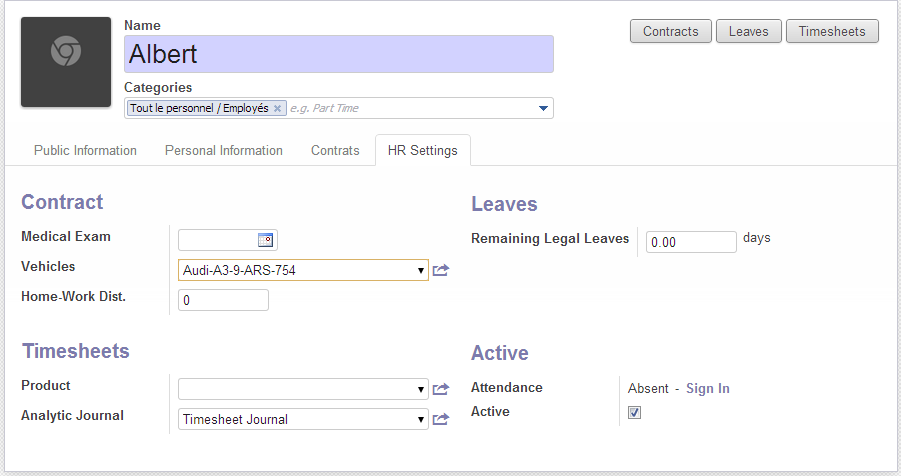 Name
Albert
Contracts Leaves Timesheets
Categories
Tout le personnel / Employés × e.g. Part Time
Public Information Personal Information Contrats HR Settings
Contract
Medical Exam
Vehicles Audi-A3-9-ARS-754
Home-Work Dist. 0
Leaves
Remaining Legal Leaves 0.00 days
Timesheets
Product
Analytic Journal Timesheet Journal
Active
Attendance Absent - Sign In
Active